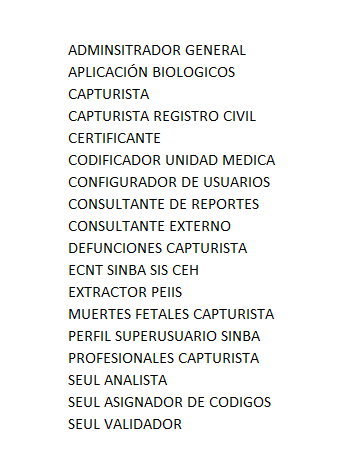 ADMINSITRADOR GENERAL
APLICACIÓN BIOLOGICOS
CAPTURISTA
CAPTURISTA REGISTRO CIVIL
CERTIFICANTE
CODIFICADOR UNIDAD MEDICA
CONFIGURADOR DE USUARIOS
CONSULTANTE DE REPORTES
CONSULTANTE EXTERNO
DEFUNCIONES CAPTURISTA
ECNT SINBA SIS CEH
EXTRACTOR PEIIS
MUERTES FETALES CAPTURISTA
PERFIL SUPERUSUARIO SINBA
PROFESIONALES CAPTURISTA
SEUL ANALISTA
SEUL ASIGNADOR DE CODIGOS
SEUL VALIDADOR